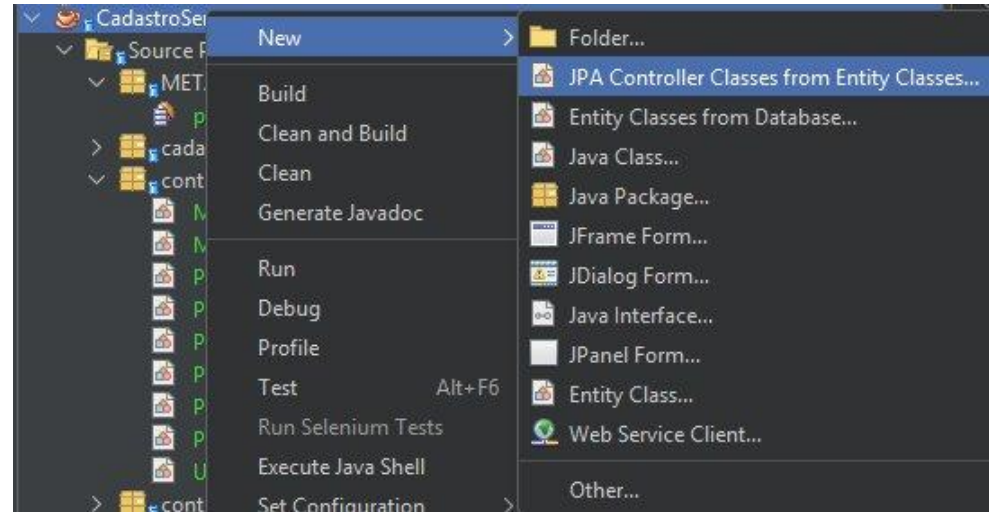 CadastroSer
Source P
MET
p
cada
cont
M
M
P
P
P
P
P
P
U
cont
New
Build
Clean and Build
Clean
Generate Javadoc
Run
Debug
Profile
Test Alt+F6
Run Selenium Tests
Execute Java Shell
Set Configuration
Folder...
JPA Controller Classes from Entity Classes...
Entity Classes from Database...
Java Class...
Java Package...
JFrame Form...
JDialog Form...
Java Interface...
JPanel Form...
Entity Class...
Web Service Client...
Other...